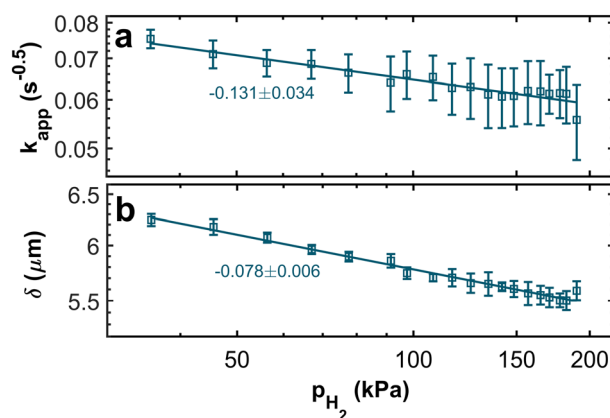 a
k_app (s^-0.5)
0.08
0.07
0.06
0.05
-0.131±0.034
b
δ (μm)
6.5
6
5.5
-0.078±0.006
50 100 150 200
p_H₂ (kPa)